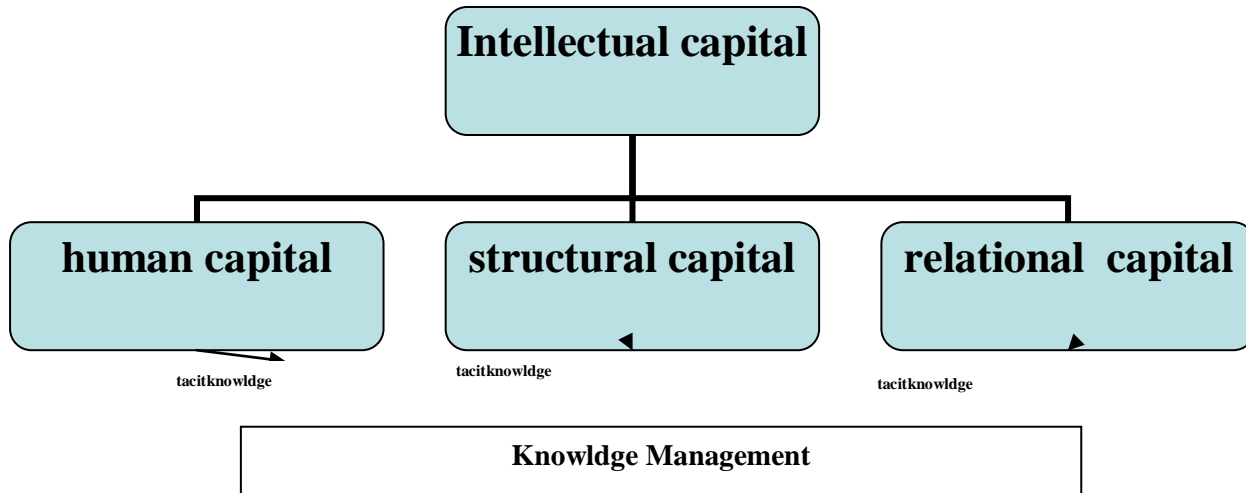 Intellectual capital
human capital
structural capital
relational capital
tacitknowldge
tacitknowldge
tacitknowldge
Knowldge Management